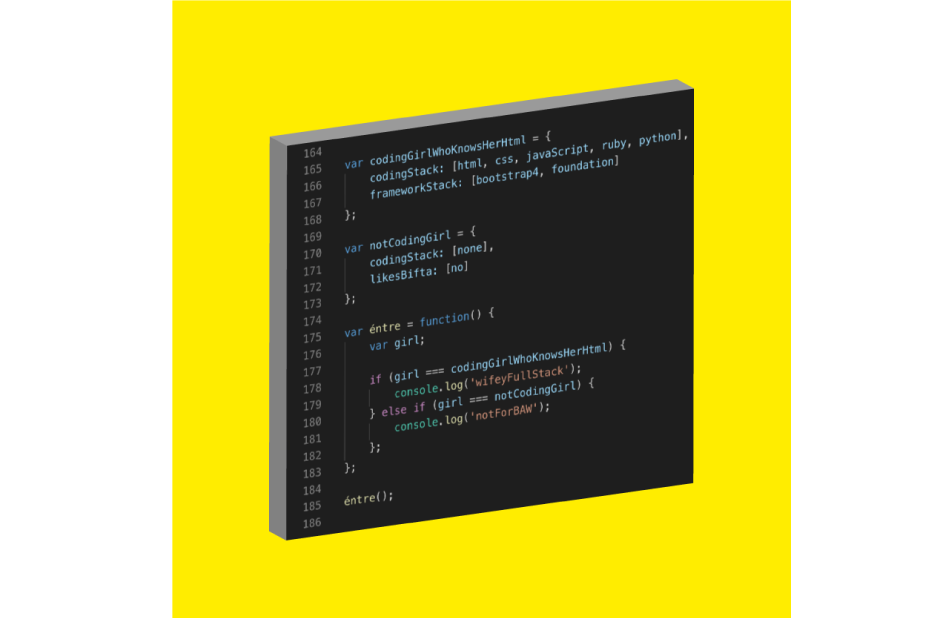 164
165 var codingGirlWhoKnowsHerHtml = {
166 codingStack: [html, css, javaScript, ruby, python],
167 frameworkStack: [bootstrap4, foundation]
168 };
169
170 var notCodingGirl = {
171 codingStack: [none],
172 likesBifta: [no]
173 };
174
175 var éntre = function() {
176 var girl;
177
178 if (girl === codingGirlWhoKnowsHerHtml) {
179 console.log('wifeyFullStack');
180 } else if (girl === notCodingGirl) {
181 console.log('notForBAW');
182 };
183 };
184
185 éntre();
186